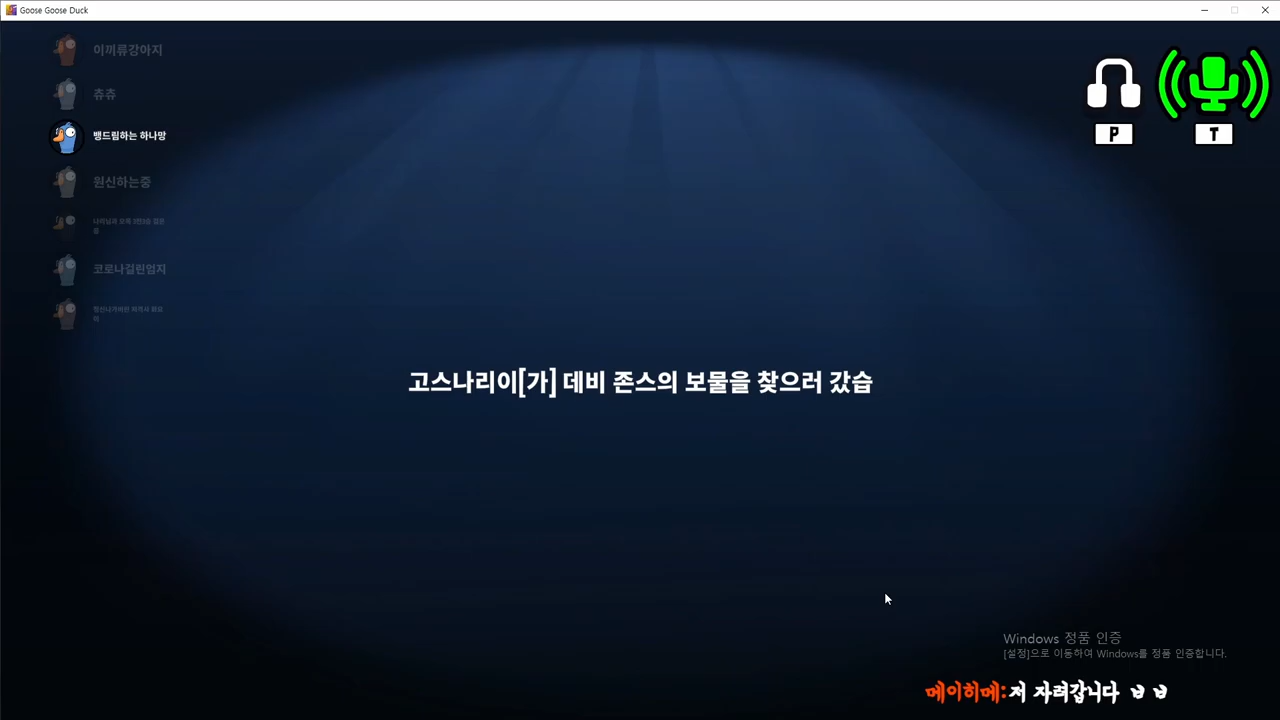 Goose Goose Duck
이끼류강아지
츄츄
뱅드림하는 하나망
원신하는중
코로나걸린엄지
P
T
고스나리이[가] 데비 존스의 보물을 찾으러 갔습
Windows 정품 인증
[설정]으로 이동하여 Windows를 정품 인증합니다.
메이히메:저 자러갑니다 ㅂㅂ